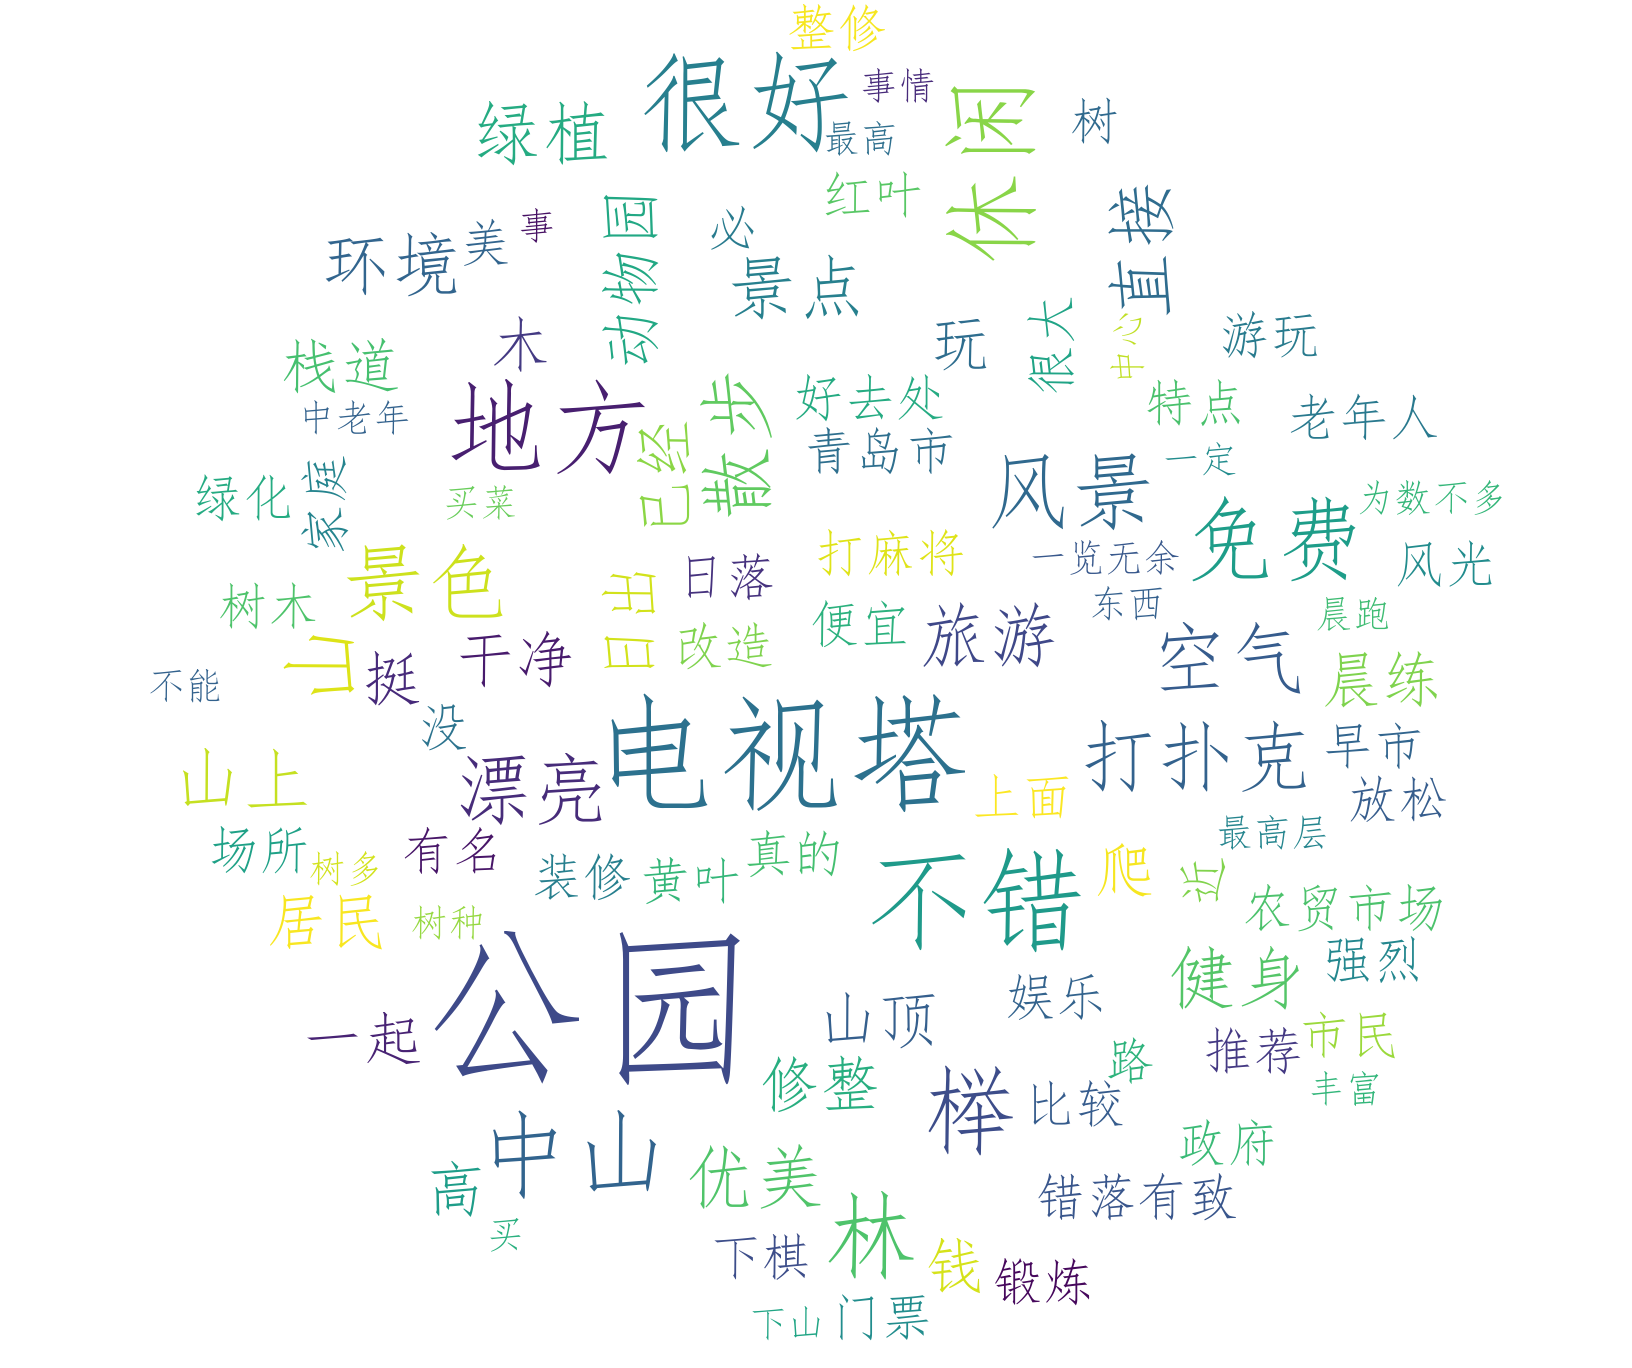 整修
很好
事情
休闲
绿植
最高
树
红叶
直接
动物园
必
事
环境
美
景点
很大
中心
玩
游玩
木
栈道
中老年
地方
散步
好去处
特点
老年人
已经
青岛市
一定
家庭
绿化
买菜
风景
免费
为数不多
景色
日出
日落
打麻将
一览无余
风光
树木
便宜
东西
晨跑
山
挺
干净
改造
旅游
空气
晨练
不能
没
电视塔
打扑克
早市
山上
漂亮
上面
放松
场所
树多
有名
装修
黄叶
真的
不错
爬
近
最高层
农贸市场
居民
树种
公园
健身
强烈
一起
山顶
娱乐
路
推荐
市民
修整
榉
比较
丰富
中山
政府
高
优美
错落有致
买
林
下棋
钱
锻炼
下山
门票